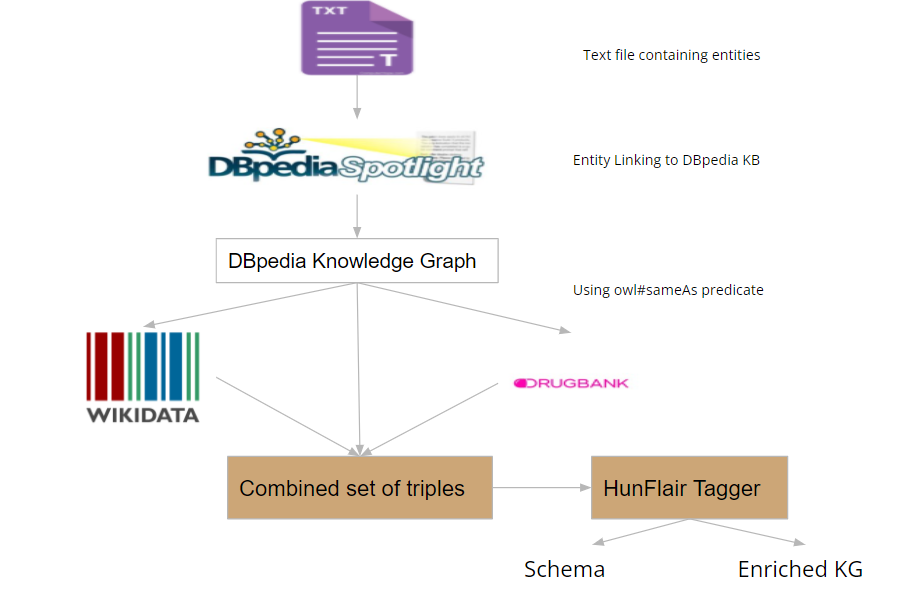 TXT
T
Text file containing entities
DBpedia Spotlight
Entity Linking to DBpedia KB
DBpedia Knowledge Graph
Using owl#sameAs predicate
WIKIDATA
DRUGBANK
Combined set of triples
HunFlair Tagger
Schema
Enriched KG